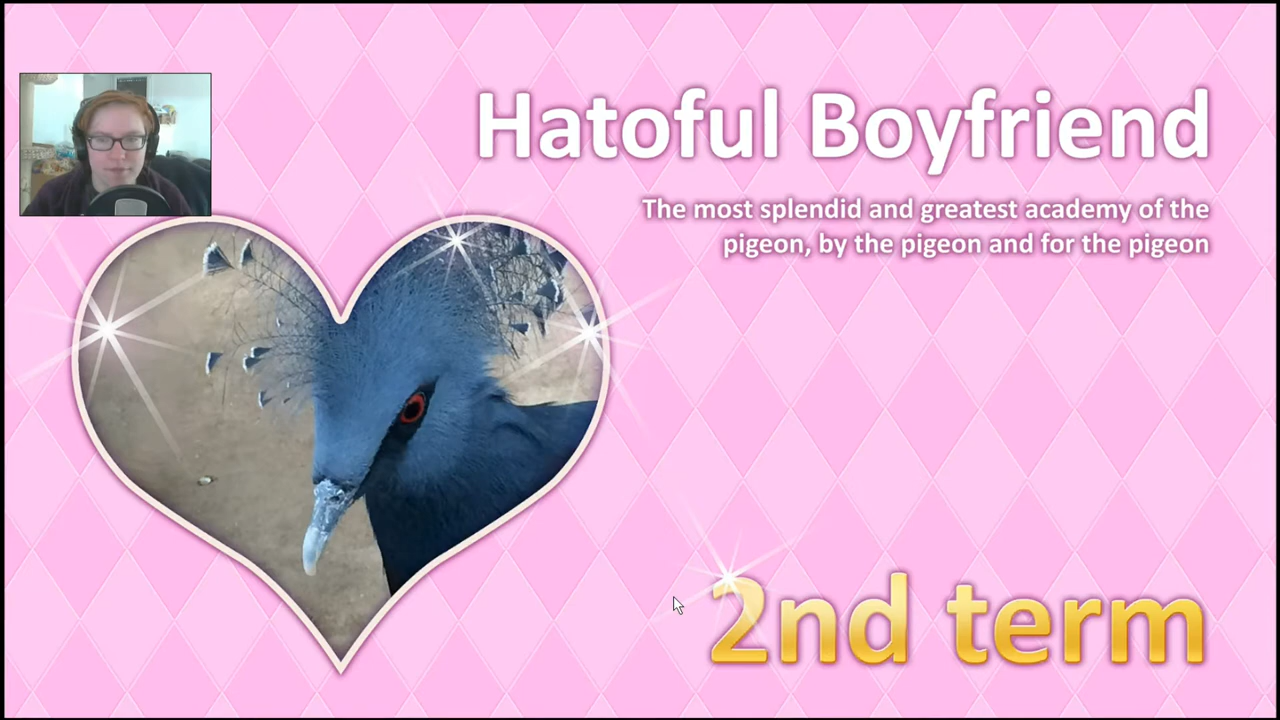 Hatoful Boyfriend
The most splendid and greatest academy of the
pigeon, by the pigeon and for the pigeon
2nd term